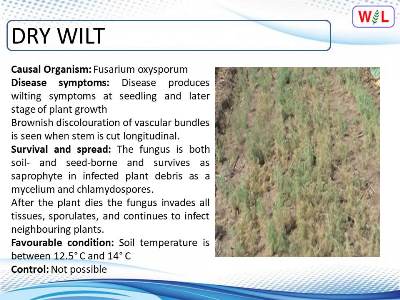 W L
DRY WILT
Causal Organism: Fusarium oxysporum
Disease symptoms: Disease produces
wilting symptoms at seedling and later
stage of plant growth
Brownish discolouration of vascular bundles
is seen when stem is cut longitudinal.
Survival and spread: The fungus is both
soil- and seed-borne and survives as
saprophyte in infected plant debris as a
mycelium and chlamydospores.
After the plant dies the fungus invades all
tissues, sporulates, and continues to infect
neighbouring plants.
Favourable condition: Soil temperature is
between 12.5° C and 14° C
Control: Not possible